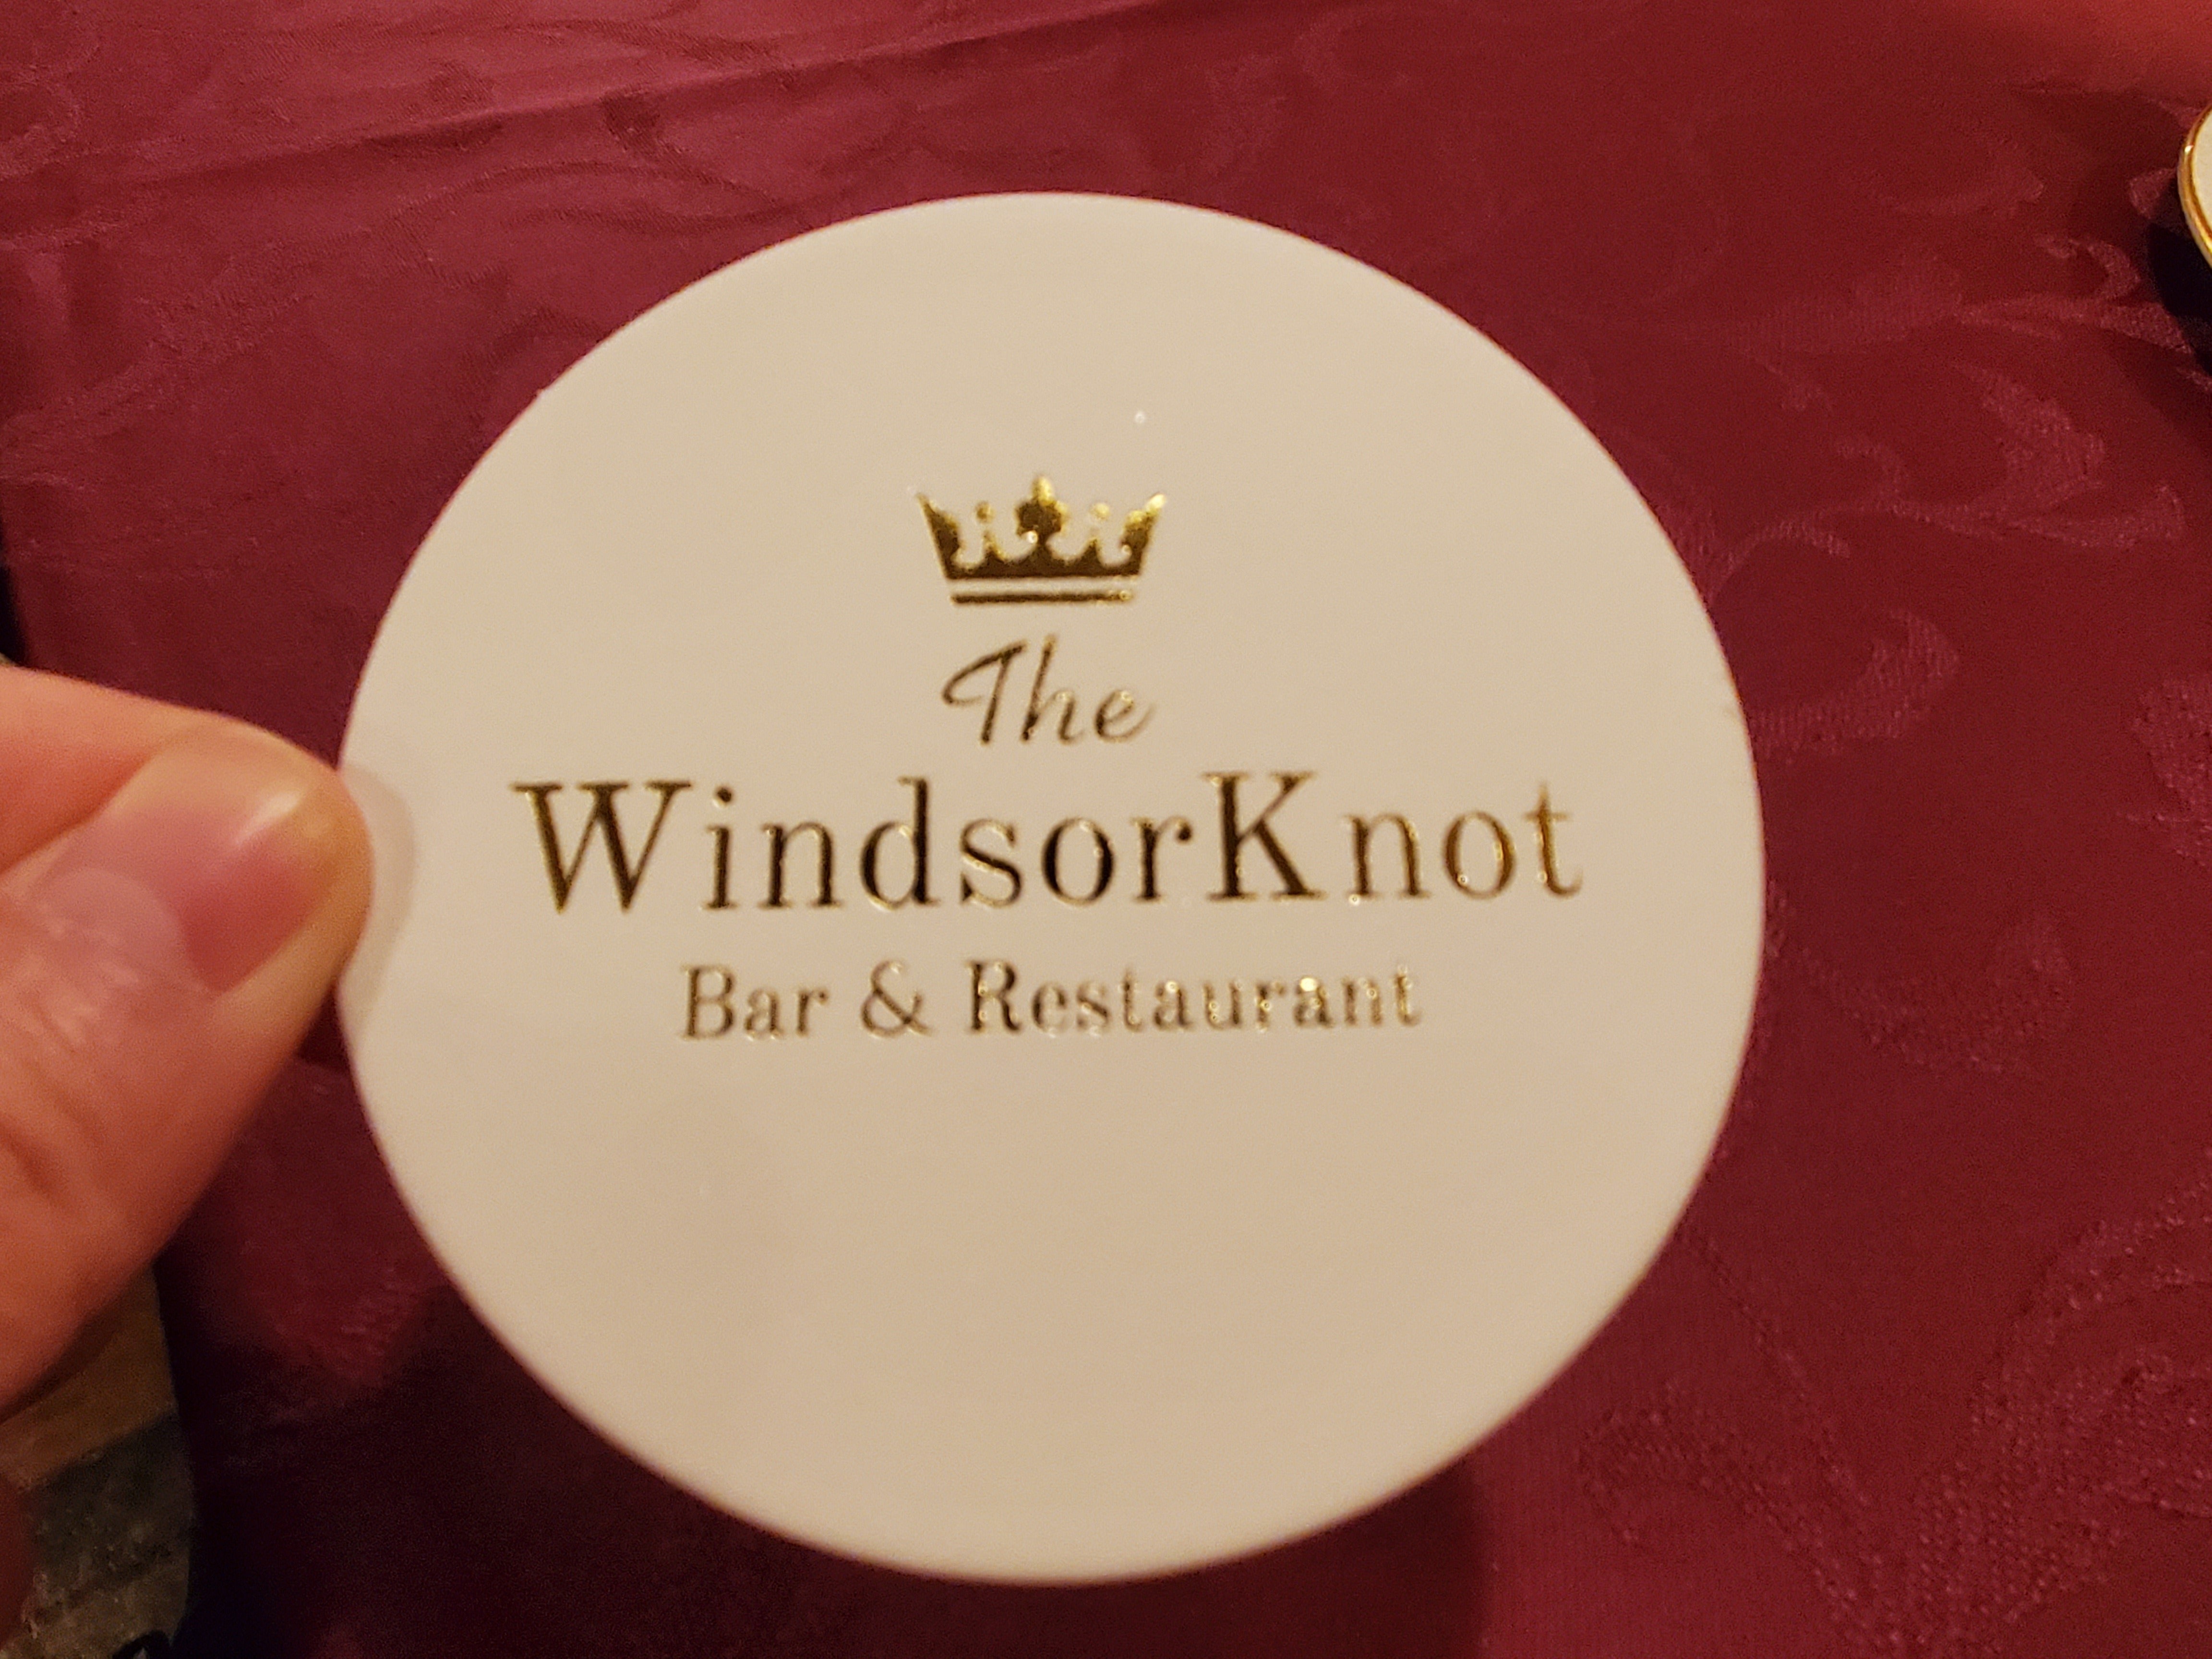 The
WindsorKnot
Bar & Restaurant